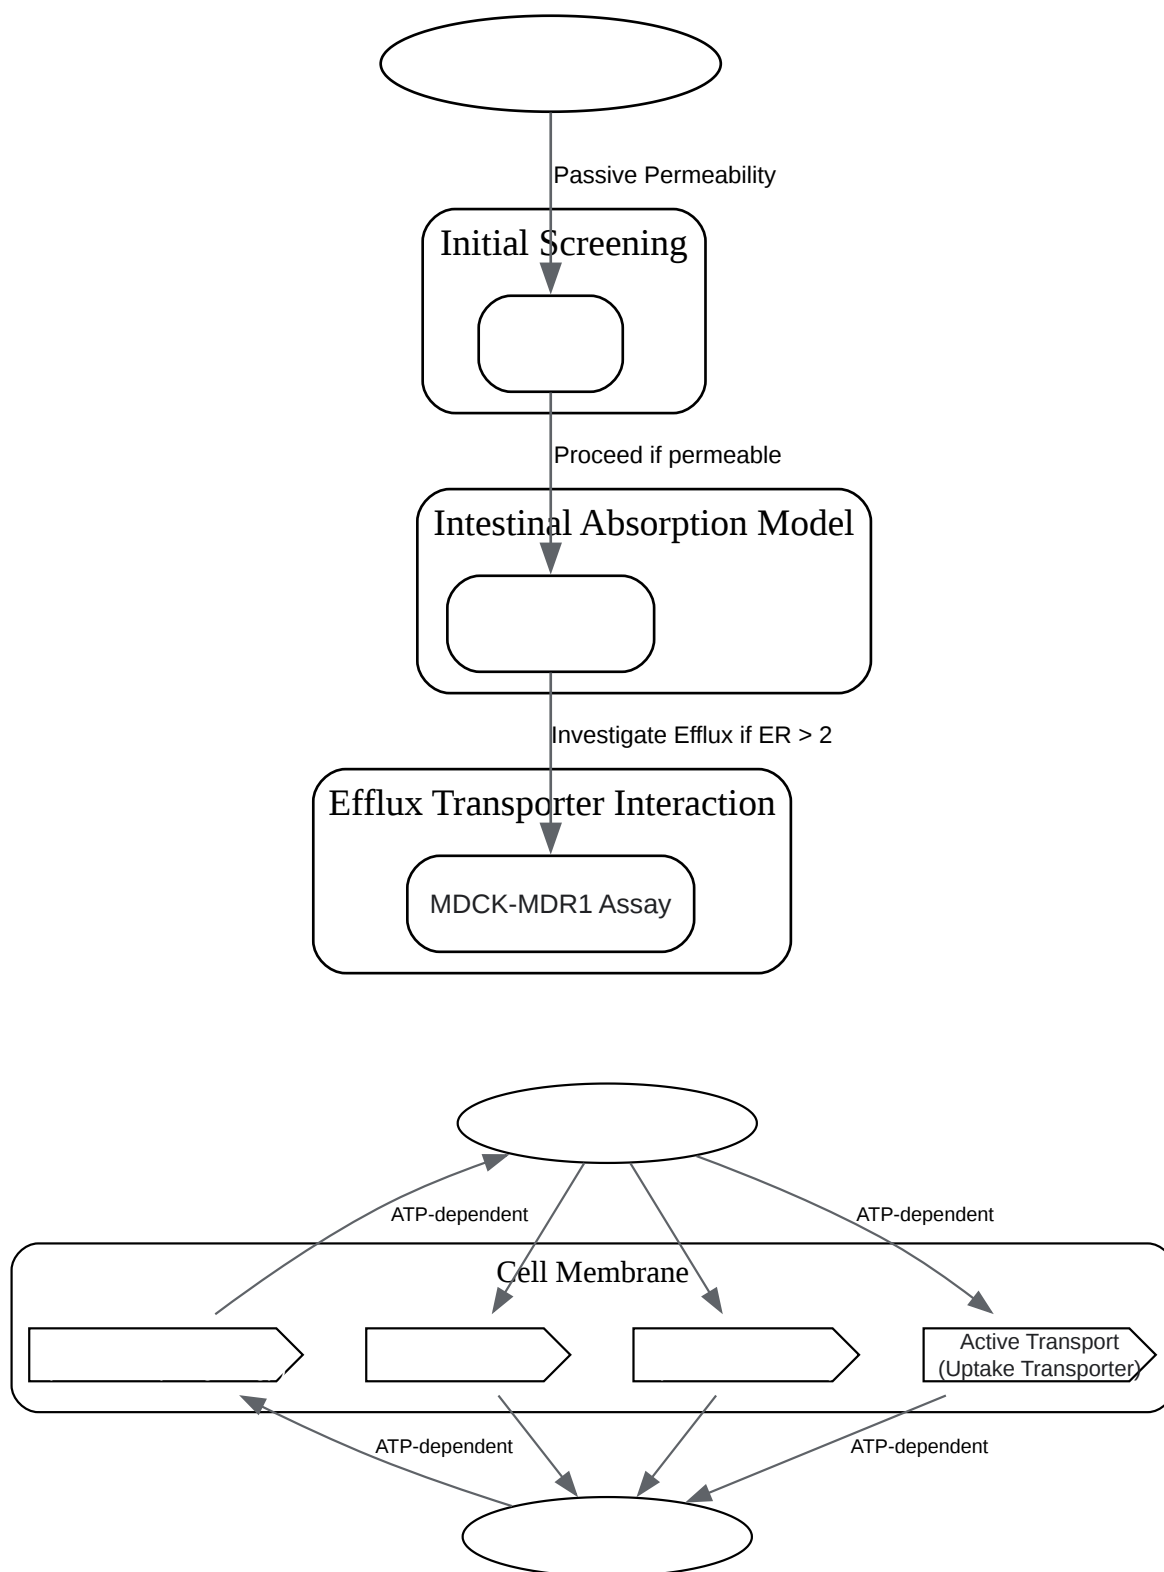 Passive Permeability
Initial Screening
Proceed if permeable
Intestinal Absorption Model
Investigate Efflux if ER > 2
Efflux Transporter Interaction
MDCK-MDR1 Assay
ATP-dependent
ATP-dependent
Cell Membrane
Active Transport
(Uptake Transporter)
ATP-dependent
ATP-dependent